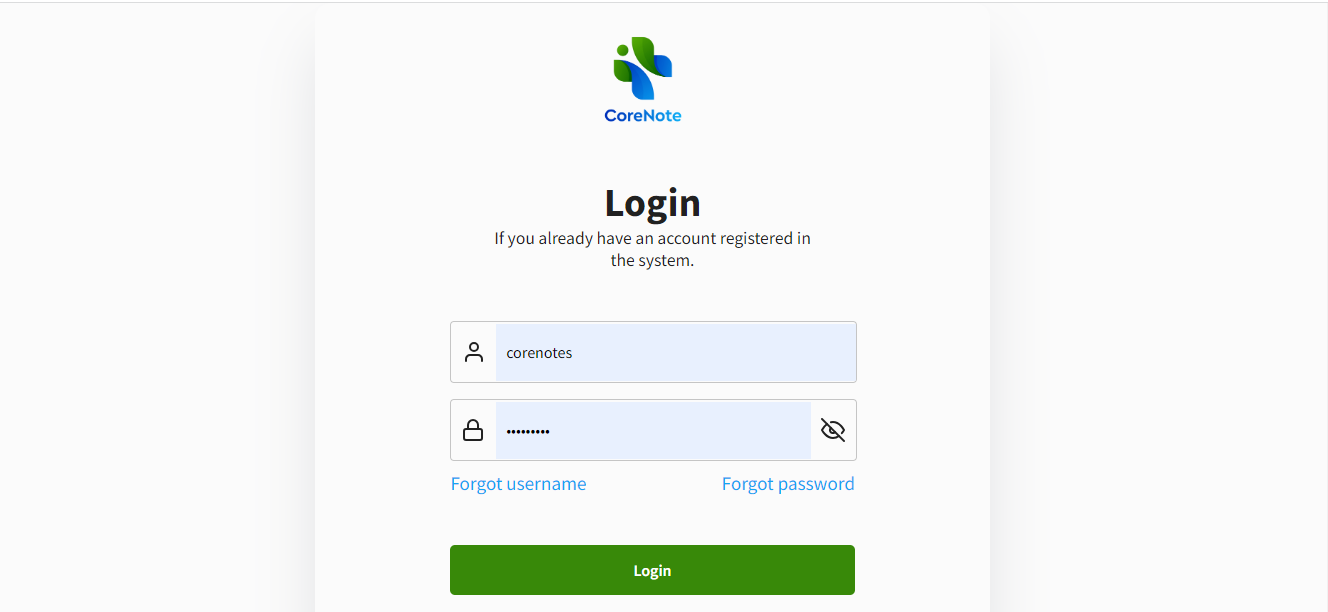 CoreNote
Login
If you already have an account registered in
the system.
corenotes
•••••••••
Forgot username
Forgot password
Login